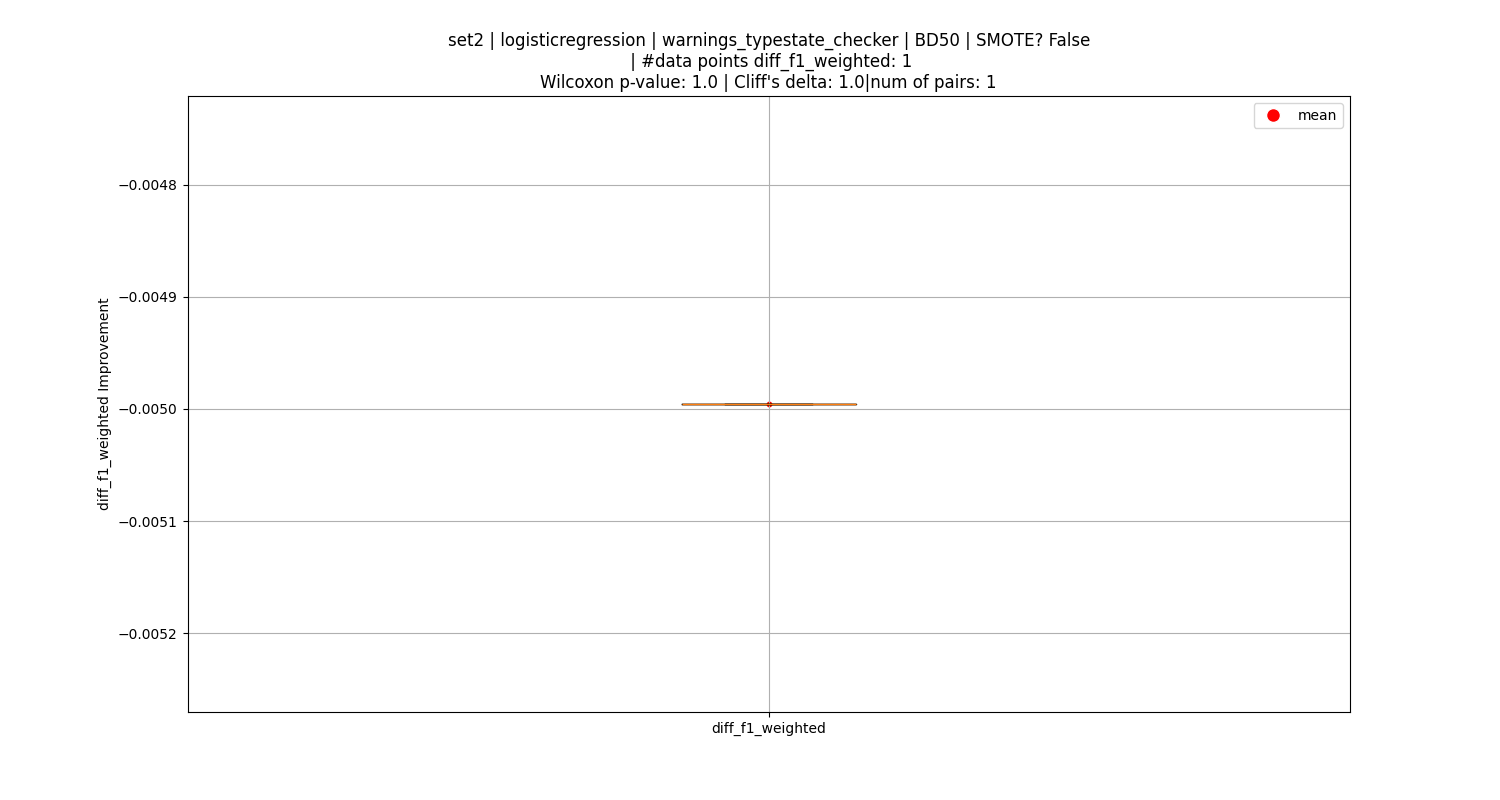 set2 | logisticregression | warnings_typestate_checker | BD50 | SMOTE? False
| #data points diff_f1_weighted: 1
Wilcoxon p-value: 1.0 | Cliff's delta: 1.0|num of pairs: 1
mean
−0.0048
−0.0049
−0.0050
−0.0051
−0.0052
diff_f1_weighted Improvement
diff_f1_weighted